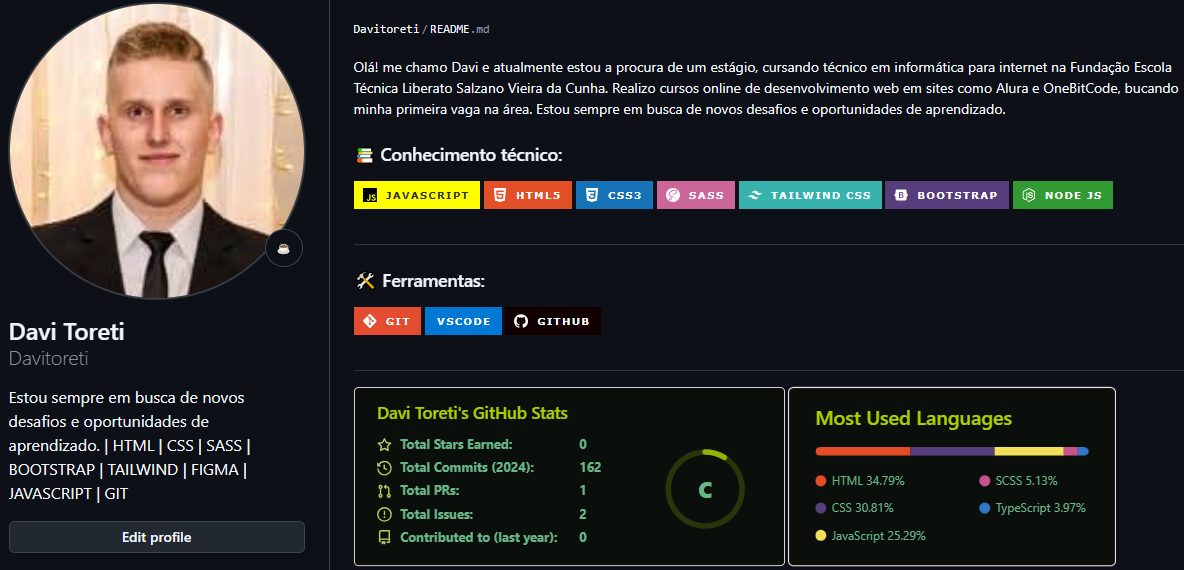 Davi Toreti
Davitoreti
Estou sempre em busca de novos
desafios e oportunidades de
aprendizado. | HTML | CSS | SASS |
BOOTSTRAP | TAILWIND | FIGMA |
JAVASCRIPT | GIT
Edit profile
Davitoreti/README.md
Olá! me chamo Davi e atualmente estou a procura de um estágio, cursando técnico em informática para internet na Fundação Escola
Técnica Liberato Salzano Vieira da Cunha. Realizo cursos online de desenvolvimento web em sites como Alura e OneBitCode, bucando
minha primeira vaga na área. Estou sempre em busca de novos desafios e oportunidades de aprendizado.
Conhecimento técnico:
JS JAVASCRIPT HTML5 CSS3 SASS TAILWIND CSS BOOTSTRAP NODE JS
Ferramentas:
GIT VSCODE GITHUB
Davi Toreti's GitHub Stats
Total Stars Earned: 0
Total Commits (2024): 162
Total PRs: 1
Total Issues: 2
Contributed to (last year): 0
C
Most Used Languages
HTML 34.79%
CSS 30.81%
JavaScript 25.29%
SCSS 5.13%
TypeScript 3.97%